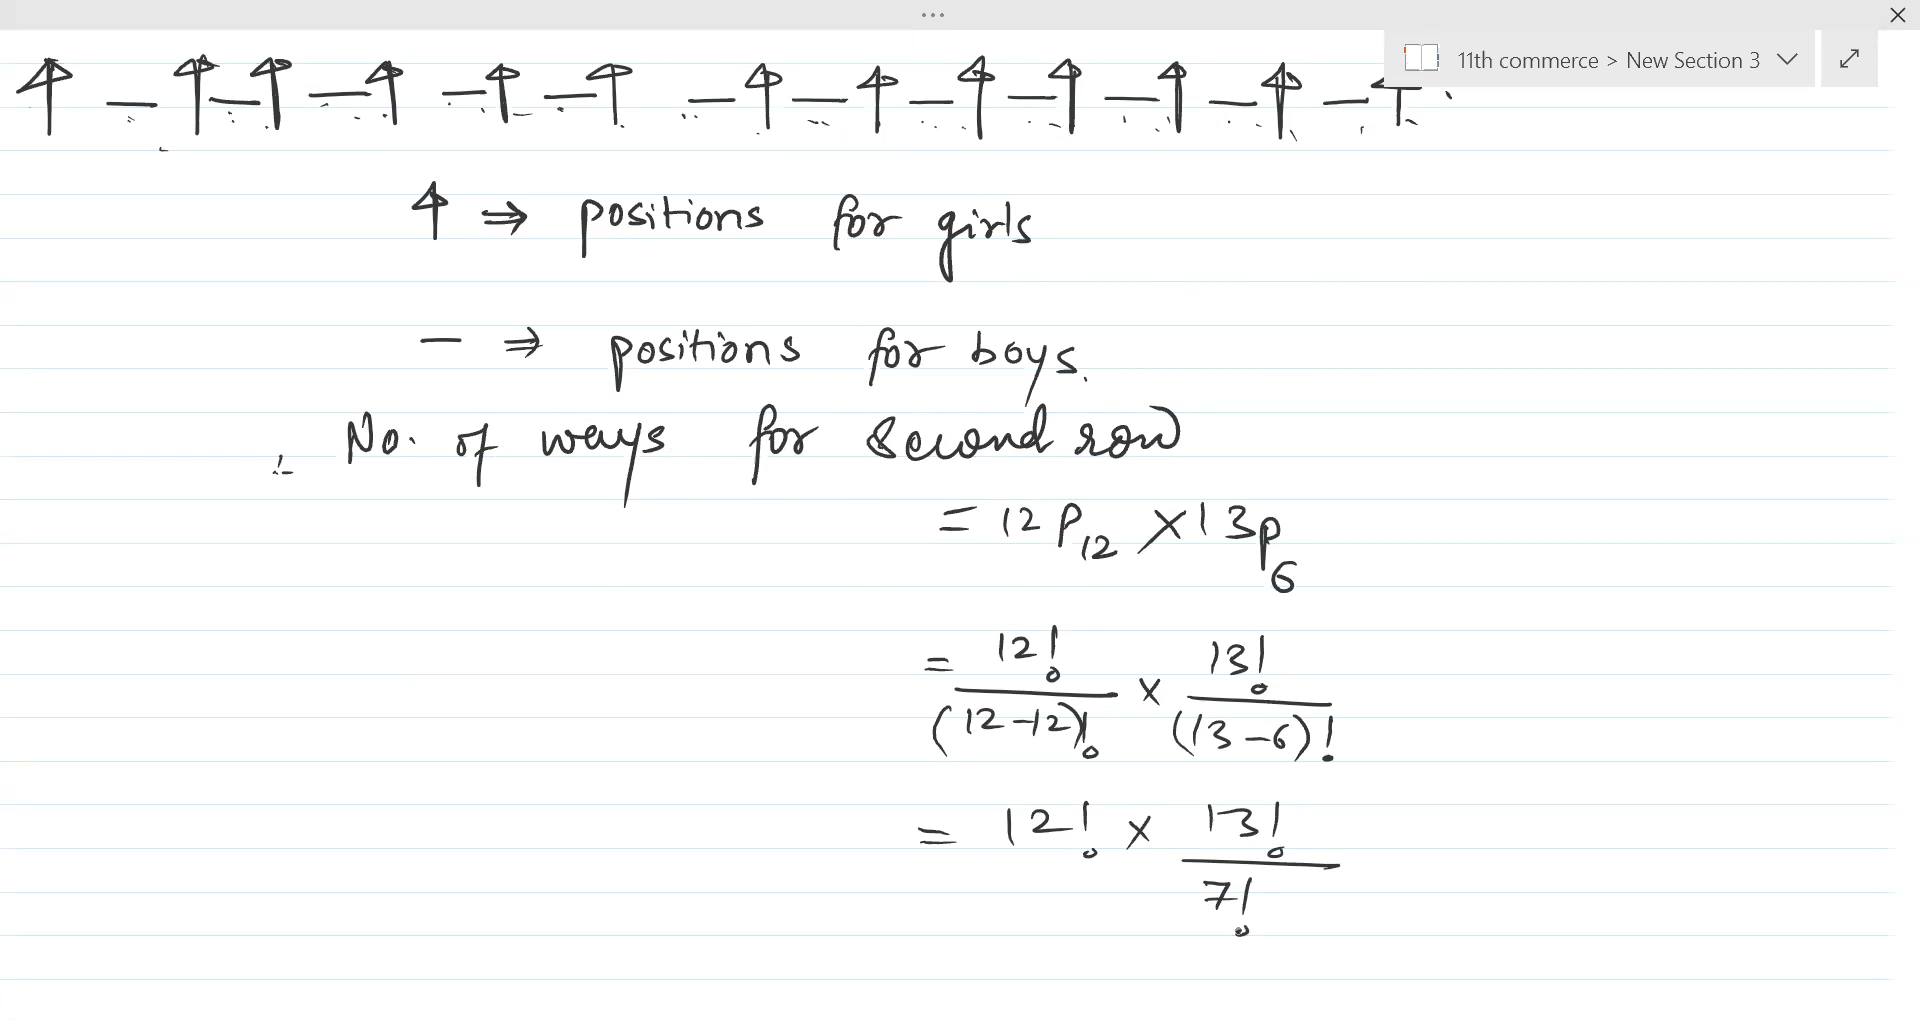 ...
11th commerce > New Section 3
↑ _ ↑ _ ↑ _ ↑ _ ↑ _ ↑ _ ↑ _ ↑ _ ↑ _ ↑ _ ↑ _ ↑ _ ↑
↑ ⇒ positions for girls
— ⇒ positions for boys.
∴ No. of ways for second row
= 12P12 × 13P6
= 12! / (12-12)! × 13! / (13-6)!
= 12! × 13! / 7!